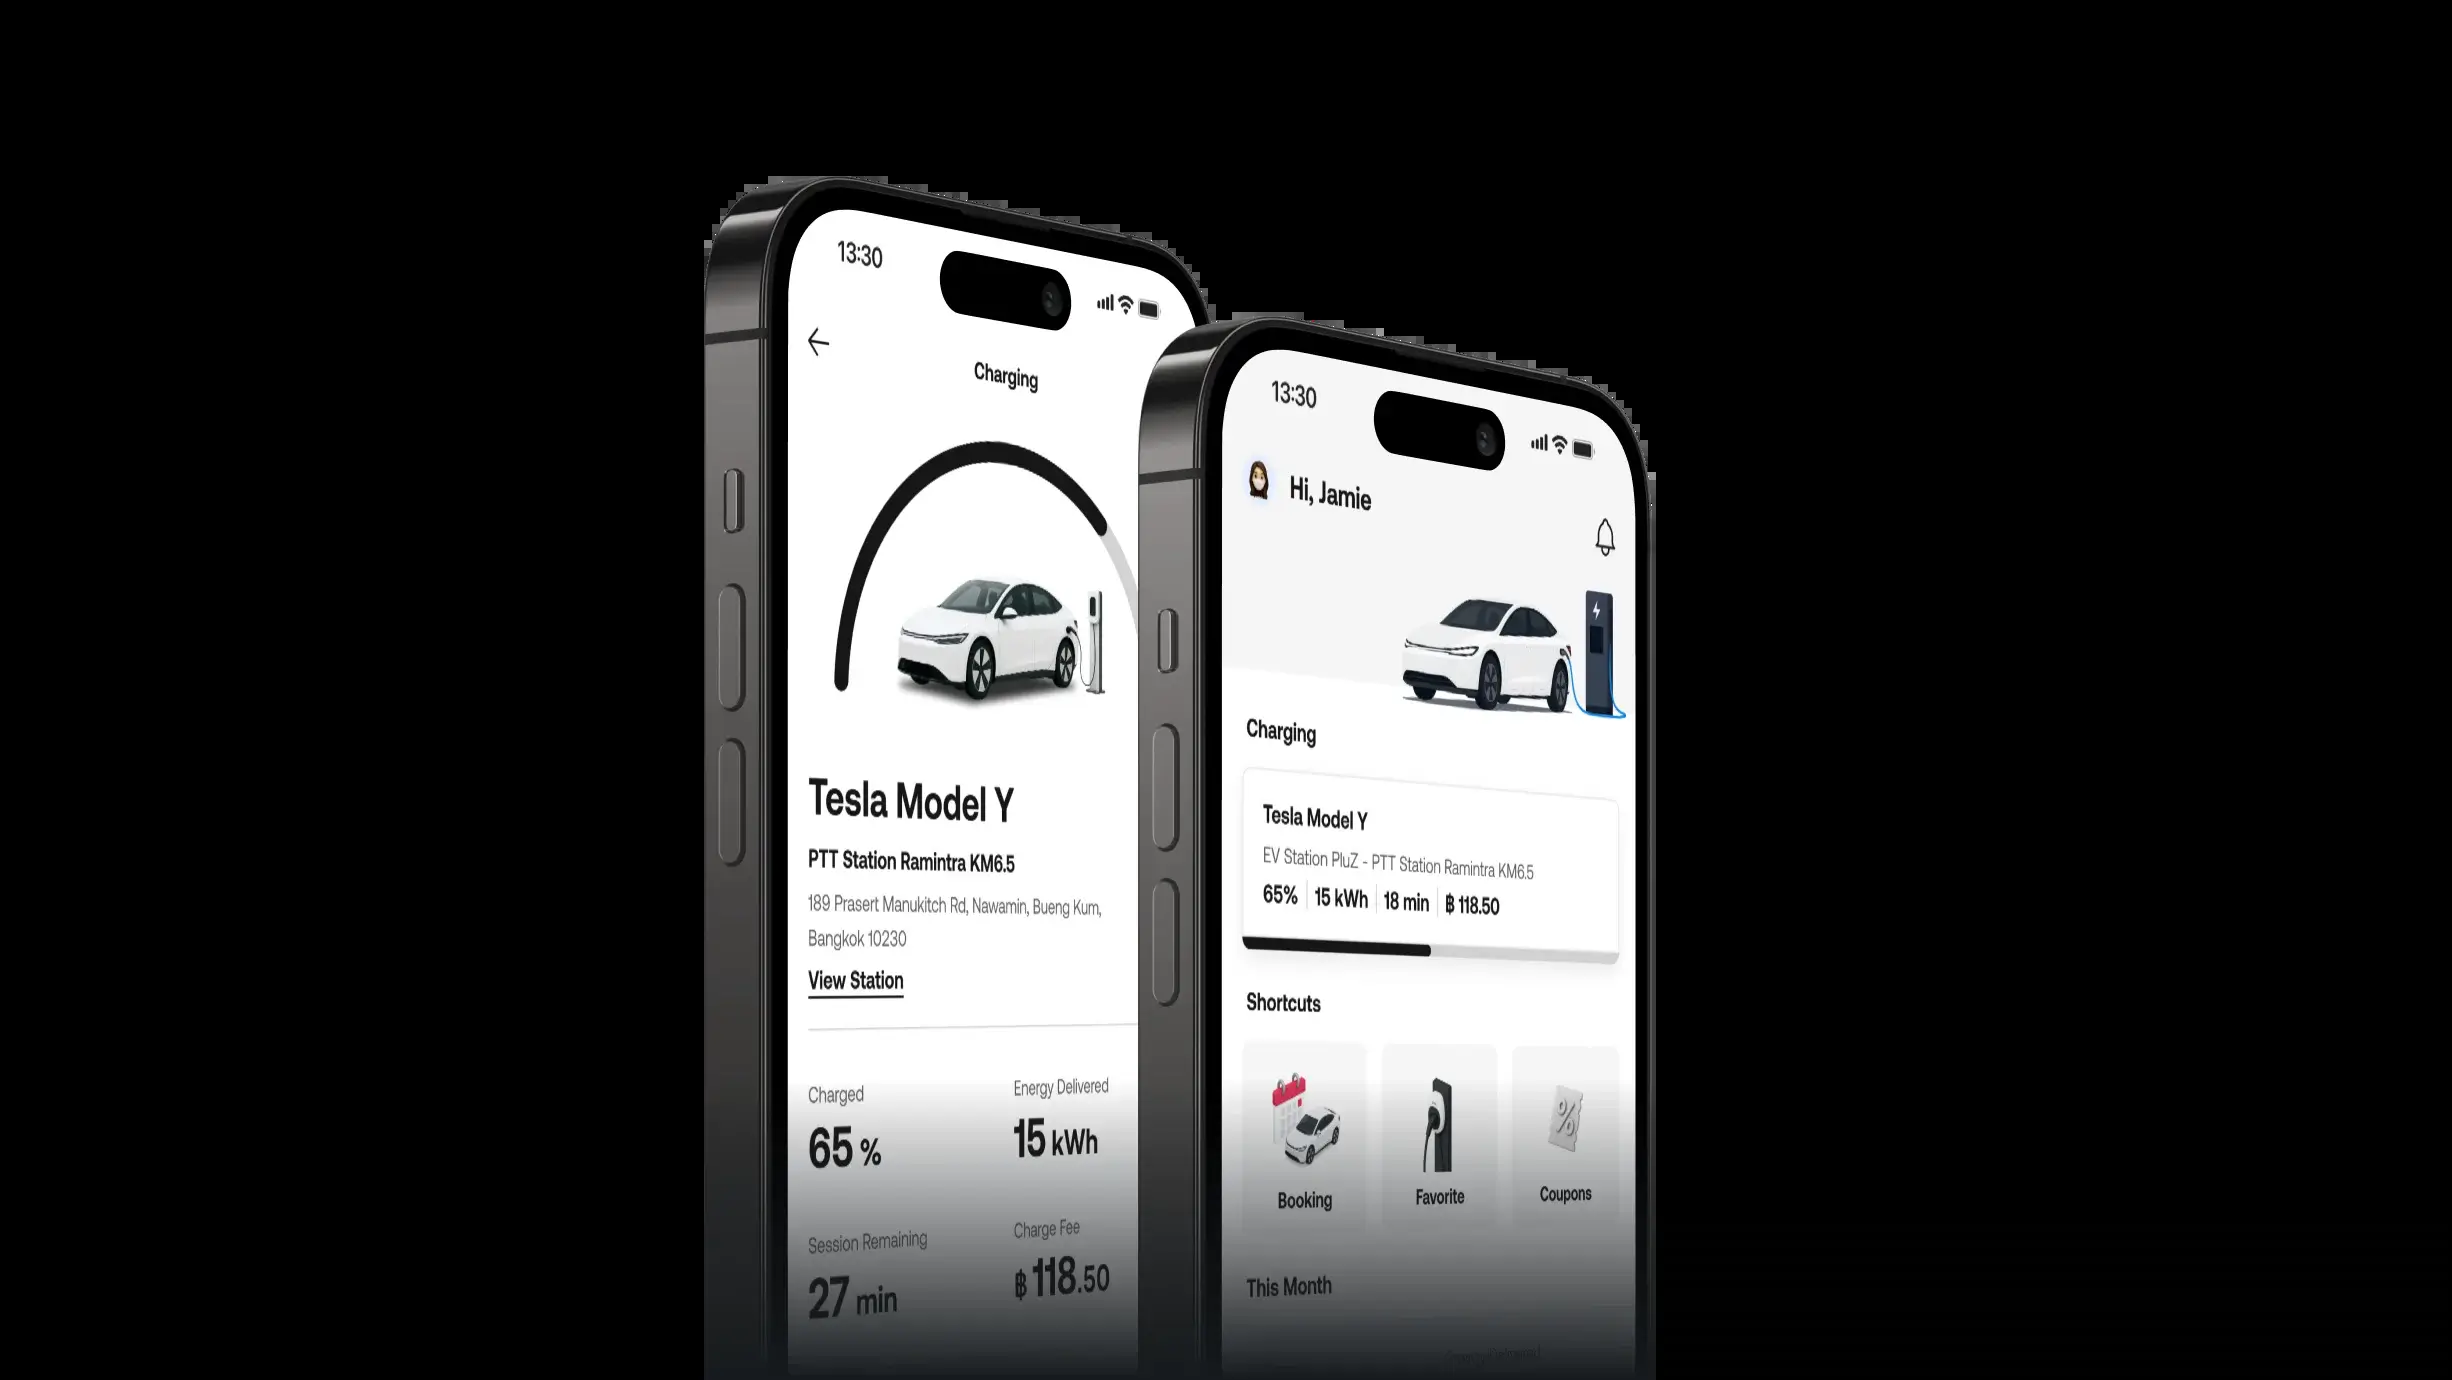 13:30
Charging
Tesla Model Y
PTT Station Ramintra KM6.5
189 Prasert Manukitch Rd, Nawamin, Bueng Kum,
Bangkok 10230
View Station
Charged
Energy Delivered
65 %
15 kWh
Session Remaining
Charge Fee
27 min
฿ 118.50
13:30
Hi, Jamie
Charging
Tesla Model Y
EV Station PluZ - PTT Station Ramintra KM6.5
65% 15 kWh 18 min ฿ 118.50
Shortcuts
%
Booking
Favorite
Coupons
This Month